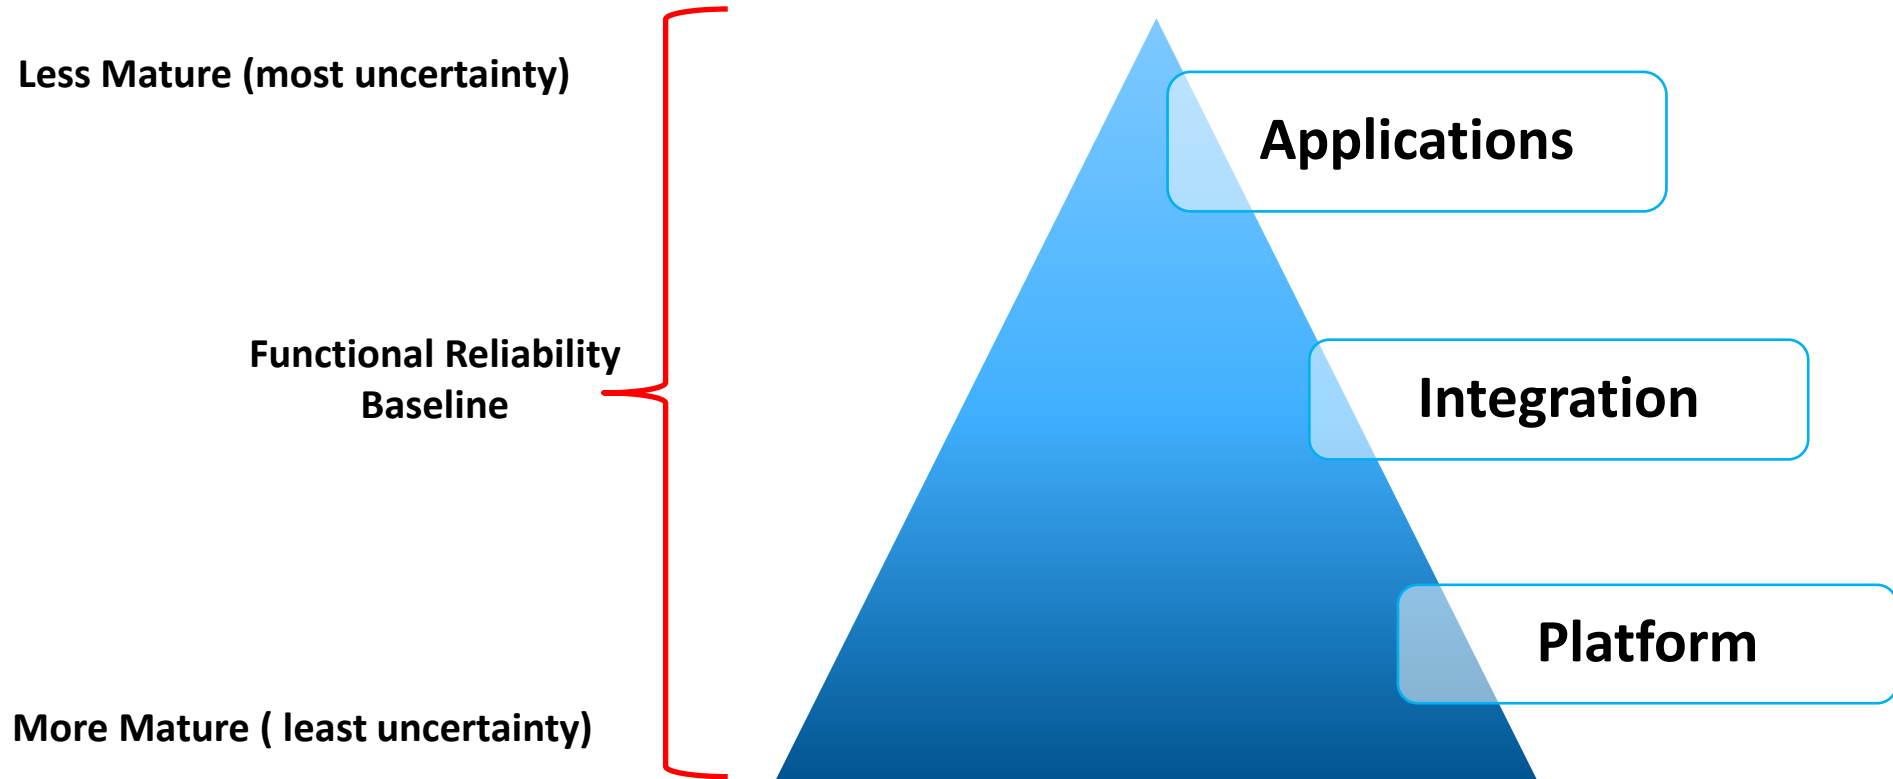 Less Mature (most uncertainty)
Applications
Functional Reliability
Baseline
Integration
Platform
More Mature ( least uncertainty)